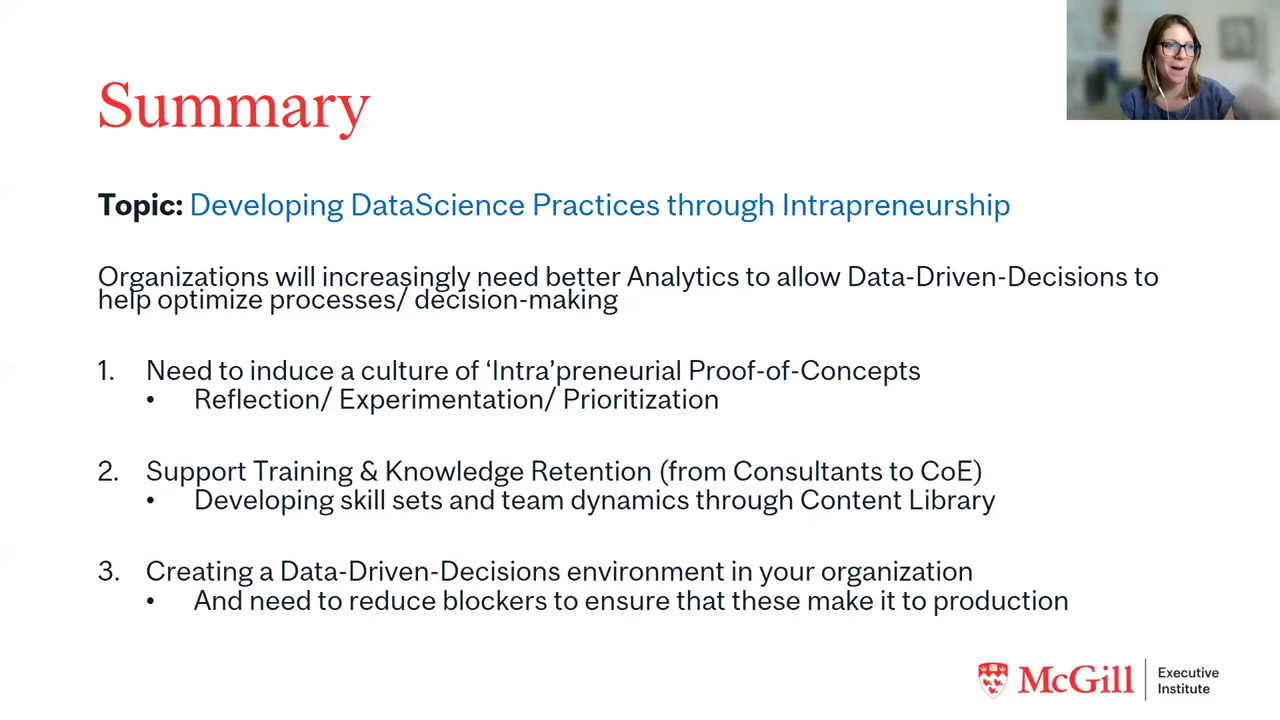 Summary
Topic: Developing DataScience Practices through Intrapreneurship
Organizations will increasingly need better Analytics to allow Data-Driven-Decisions to
help optimize processes/ decision-making
1. Need to induce a culture of ‘Intra’preneurial Proof-of-Concepts
• Reflection/ Experimentation/ Prioritization
2. Support Training & Knowledge Retention (from Consultants to CoE)
• Developing skill sets and team dynamics through Content Library
3. Creating a Data-Driven-Decisions environment in your organization
• And need to reduce blockers to ensure that these make it to production
McGill
Executive
Institute